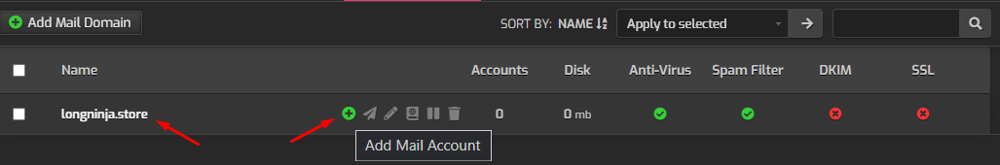 Add Mail Domain SORT BY: NAME Apply to selected
Name Accounts Disk Anti-Virus Spam Filter DKIM SSL
longninja.store 0 0 mb
Add Mail Account